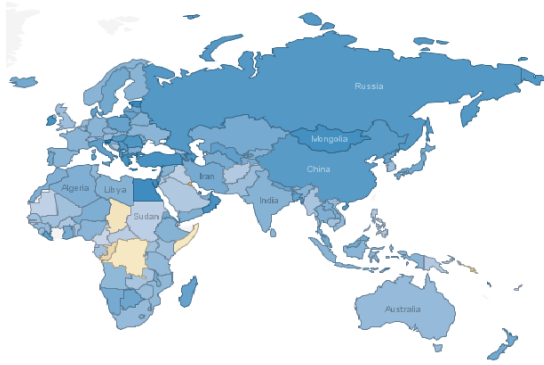 Russia
Mongolia
China
Iran
Algeria
Libya
India
Sudan
Australia